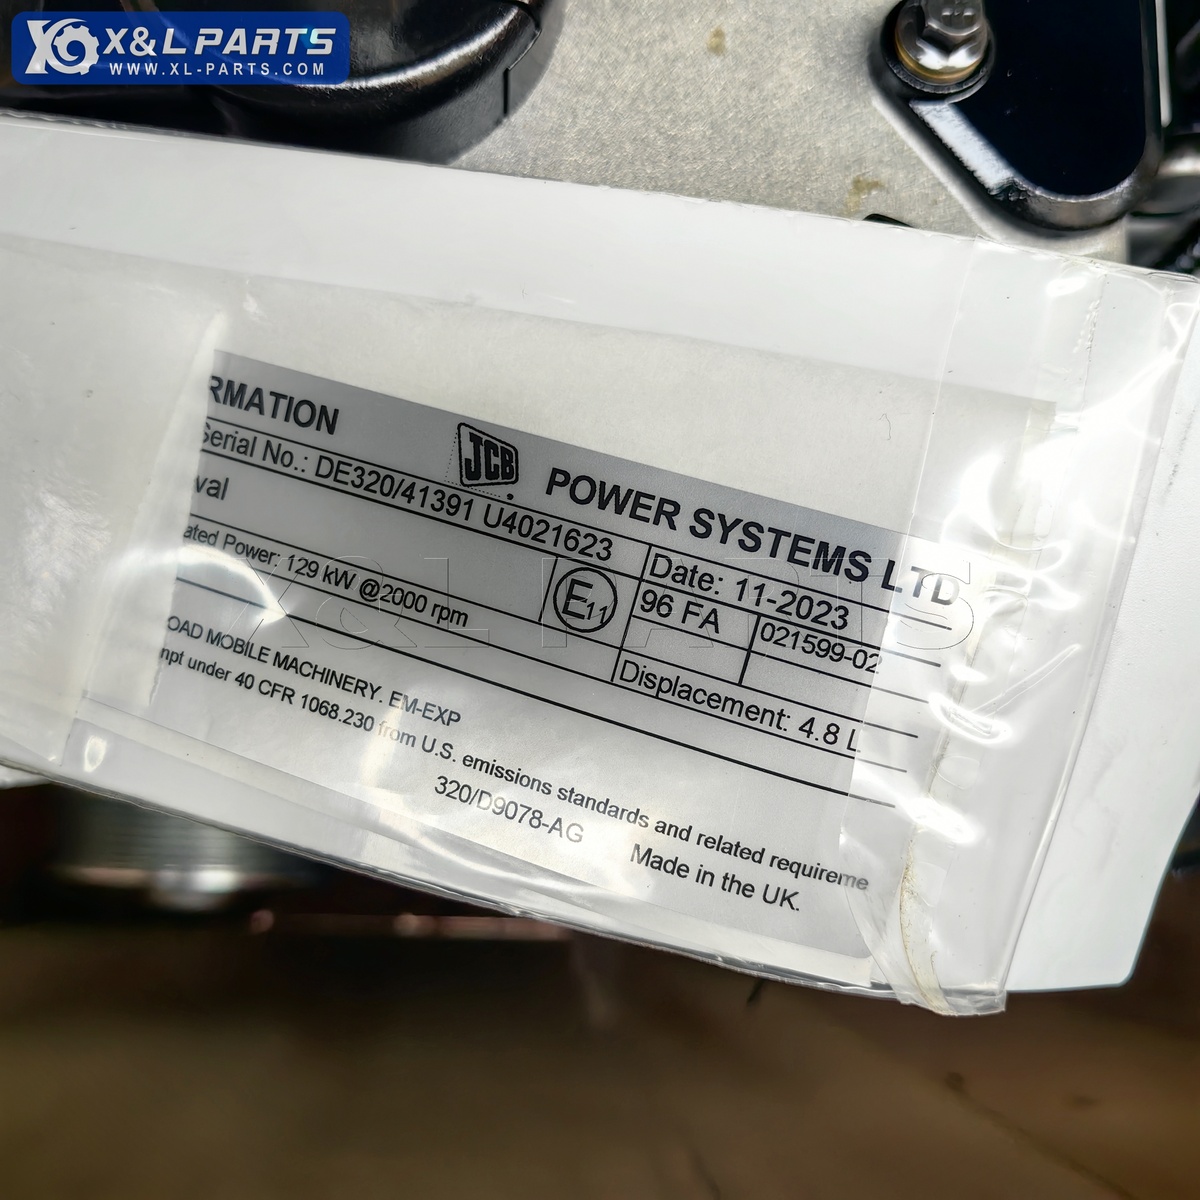 X&L PARTS
WWW.XL-PARTS.COM
RMATION
JCB POWER SYSTEMS LTD
Serial No.: DE320/41391 U4021623
Date: 11-2023
val
E11
96 FA
021599-02
ated Power: 129 kW @2000 rpm
Displacement: 4.8 L
OAD MOBILE MACHINERY. EM-EXP
mpt under 40 CFR 1068.230 from U.S. emissions standards and related requireme
320/D9078-AG
Made in the UK.
X&L PARTS